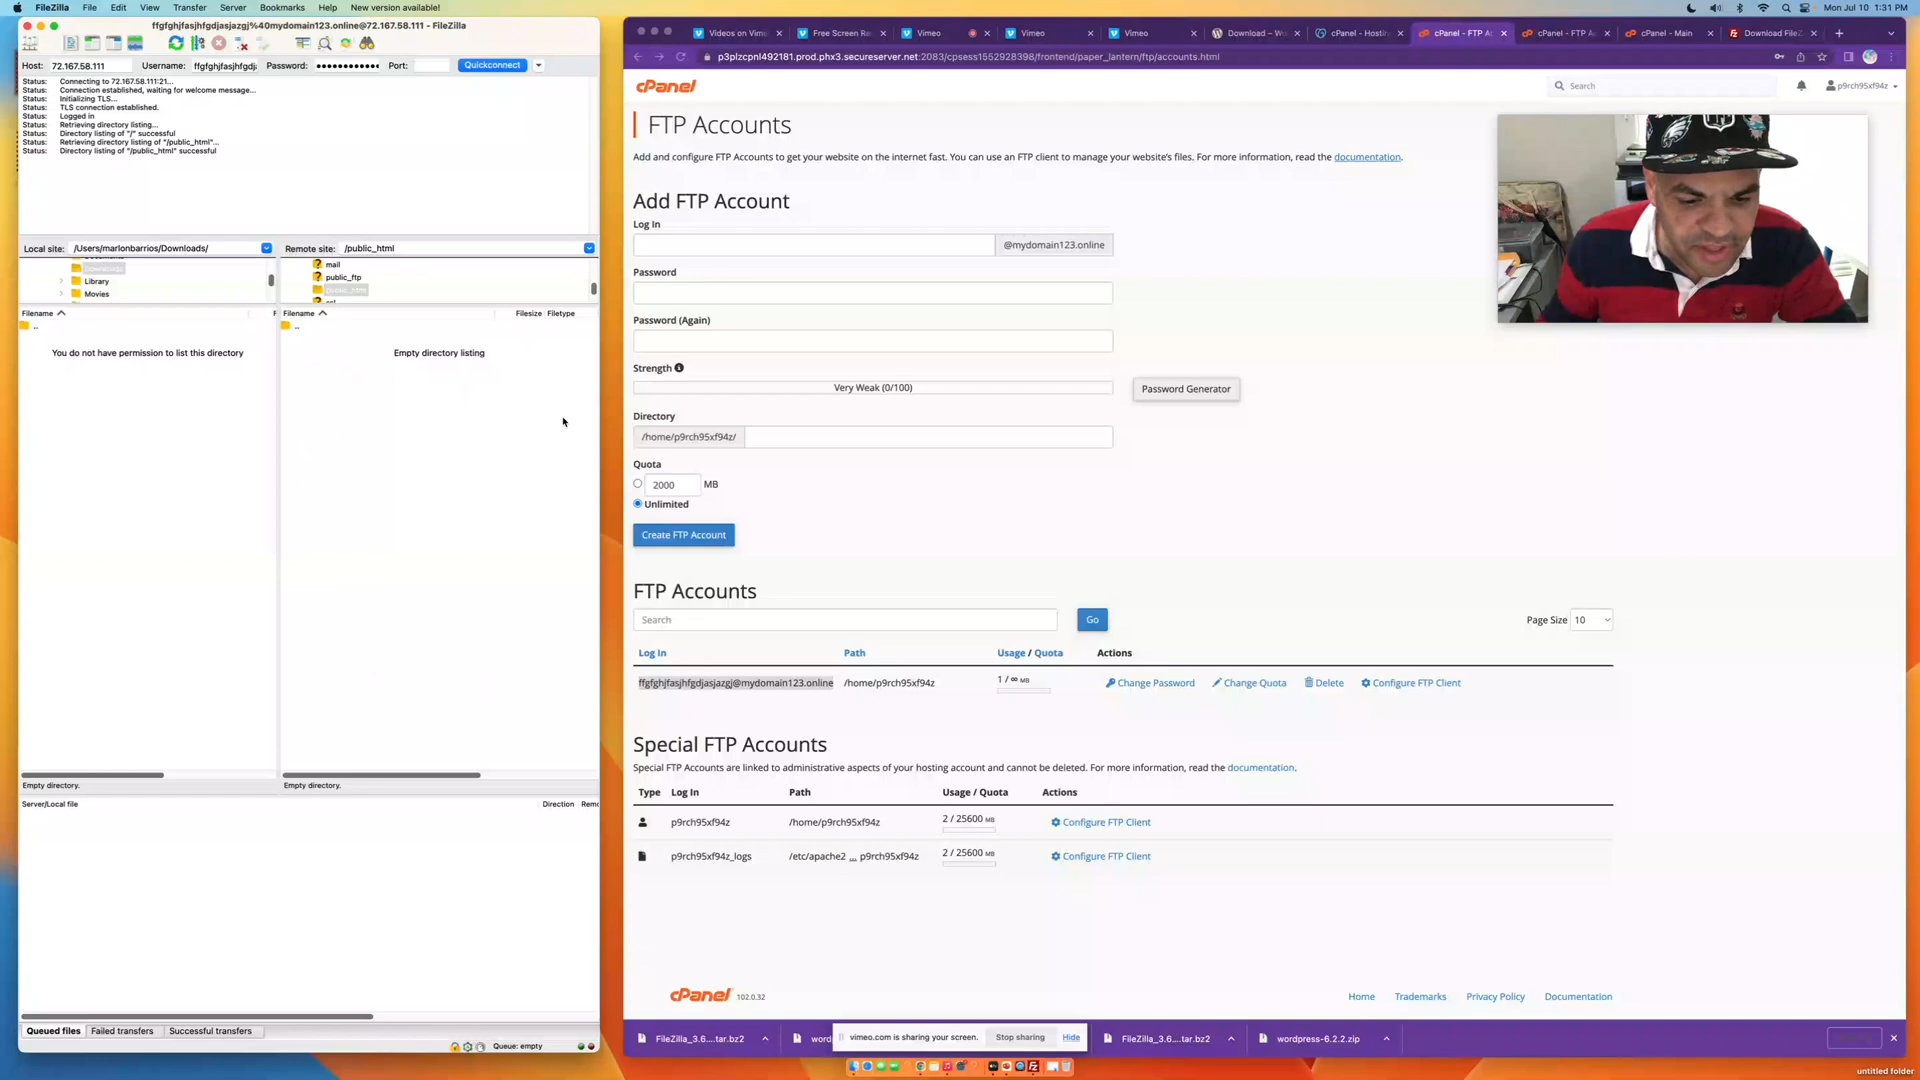 FileZilla File Edit View Transfer Server Bookmarks Help New version available!
Mon Jul 10 1:31 PM
ffgfghjfasjhfgdjasjazgj%40mydomain123.online@72.167.58.111 - FileZilla
Host: 72.167.58.111 Username: ffgfghjfasjhfgdj Password: •••••••••••••• Port: Quickconnect
Status: Connecting to 72.167.58.111:21...
Status: Connection established, waiting for welcome message...
Status: Initializing TLS...
Status: TLS connection established.
Status: Logged in
Status: Retrieving directory listing...
Status: Directory listing of "/" successful
Status: Retrieving directory listing of "/public_html"...
Status: Directory listing of "/public_html" successful
Local site: /Users/marlonbarrios/Downloads/
Remote site: /public_html
Downloads
Library
Movies
mail
public_ftp
public_html
Filename
..
You do not have permission to list this directory
Filename Filesize Filetype
..
Empty directory listing
Empty directory.
Empty directory.
Server/Local file Direction Remo
Queued files Failed transfers Successful transfers
Queue: empty
Videos on Vim
Free Screen Re
Vimeo
Vimeo
Vimeo
Download – Wo
cPanel - Hostin
cPanel - FTP A
cPanel - FTP A
cPanel - Main
Download FileZ
p3plzcpnl492181.prod.phx3.secureserver.net:2083/cpsess1552928398/frontend/paper_lantern/ftp/accounts.html
cPanel
Search
p9rch95xf94z
FTP Accounts
Add and configure FTP Accounts to get your website on the internet fast. You can use an FTP client to manage your website's files. For more information, read the documentation.
Add FTP Account
Log In
@mydomain123.online
Password
Password (Again)
Strength
Very Weak (0/100)
Password Generator
Directory
/home/p9rch95xf94z/
Quota
2000 MB
Unlimited
Create FTP Account
FTP Accounts
Search
Go
Page Size 10
Log In Path Usage / Quota Actions
ffgfghjfasjhfgdjasjazgj@mydomain123.online /home/p9rch95xf94z 1 / ∞ MB Change Password Change Quota Delete Configure FTP Client
Special FTP Accounts
Special FTP Accounts are linked to administrative aspects of your hosting account and cannot be deleted. For more information, read the documentation.
Type Log In Path Usage / Quota Actions
p9rch95xf94z /home/p9rch95xf94z 2 / 25600 MB Configure FTP Client
p9rch95xf94z_logs /etc/apache2 ... p9rch95xf94z 2 / 25600 MB Configure FTP Client
cPanel 102.0.32
Home Trademarks Privacy Policy Documentation
FileZilla_3.6....tar.bz2
word
vimeo.com is sharing your screen. Stop sharing Hide
FileZilla_3.6....tar.bz2
wordpress-6.2.2.zip
untitled folder